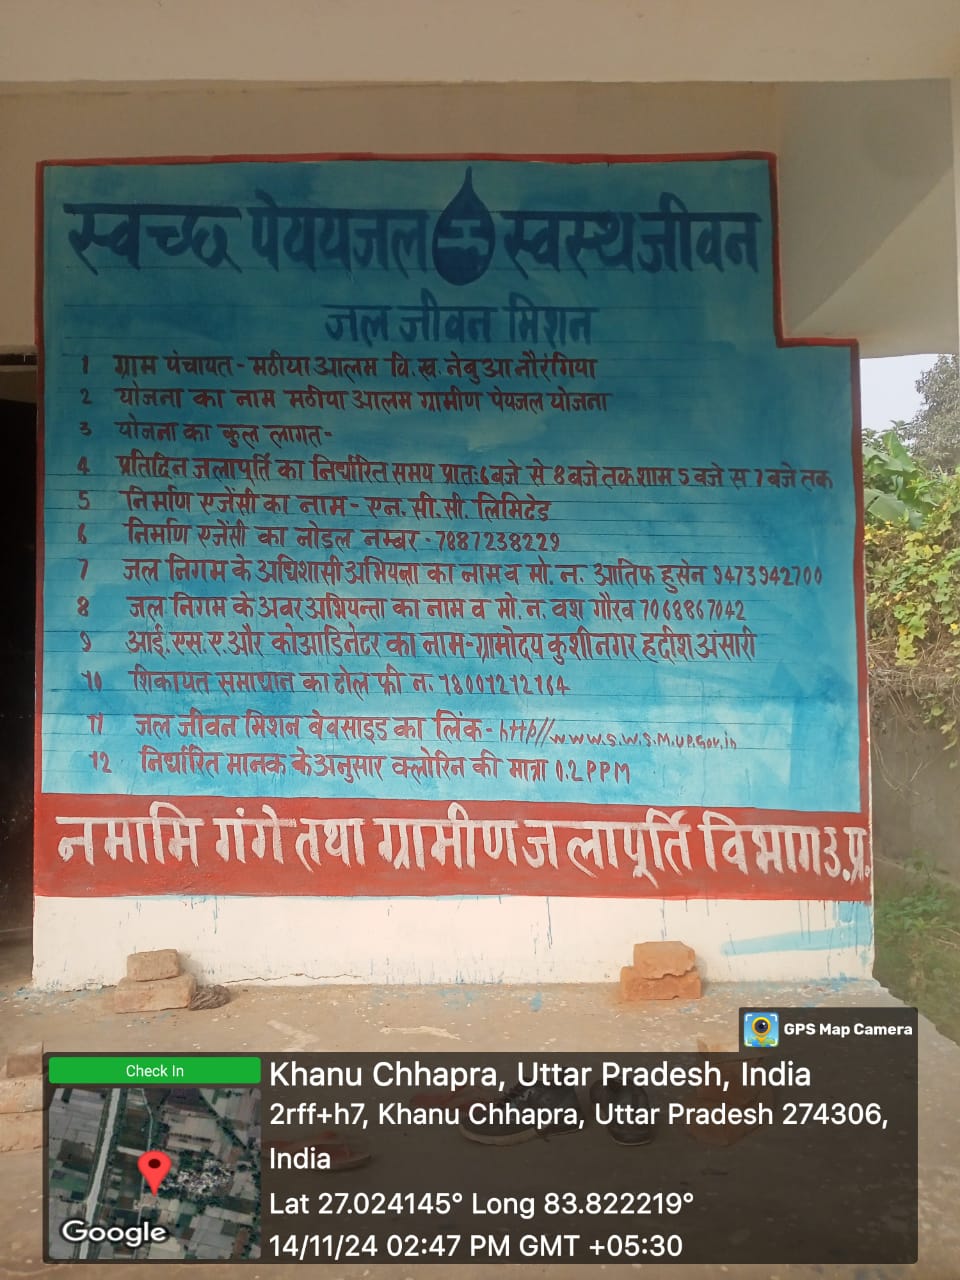 स्वच्छ पेययजल स्वस्थ जीवन
जल जीवन मिशन
1 ग्राम पंचायत - मठीया आलम वि.ख. नेबुआ नौरंगिया
2 योजना का नाम मठीया आलम ग्रामीण पेयजल योजना
3 योजना का कुल लागत-
4 प्रतिदिन जलापूर्ति का निर्धारित समय प्रातः 6 बजे से 8 बजे तक शाम 5 बजे स 7 बजे तक
5 निर्माण एजेंसी का नाम - एन. सी. सी. लिमिटेड
6 निर्माण एजेंसी का नोडल नम्बर - 7887238229
7 जल निगम के अधिशासी अभियन्ता का नाम व मो. न. आतिफ हुसेन 9473942700
8 जल निगम के अवर अभियन्ता का नाम व मो. न. वश गौरव 7068867042
9 आई. एस. ए. और कोआडिनेटर का नाम - ग्रामोदय कुशीनगर हदीश अंसारी
10 शिकायत समाधान का टोल फ्री न. 18001212164
11 जल जीवन मिशन बेबसाइड का लिंक - http//www.s.w.s.m.up.gov.in
12 निर्धारित मानक के अनुसार क्लोरिन की मात्रा 0.2 PPM
नमामि गंगे तथा ग्रामीण जलापूर्ति विभाग उ.प्र.
GPS Map Camera
Check In
Khanu Chhapra, Uttar Pradesh, India
2rff+h7, Khanu Chhapra, Uttar Pradesh 274306,
India
Lat 27.024145° Long 83.822219°
14/11/24 02:47 PM GMT +05:30
Google